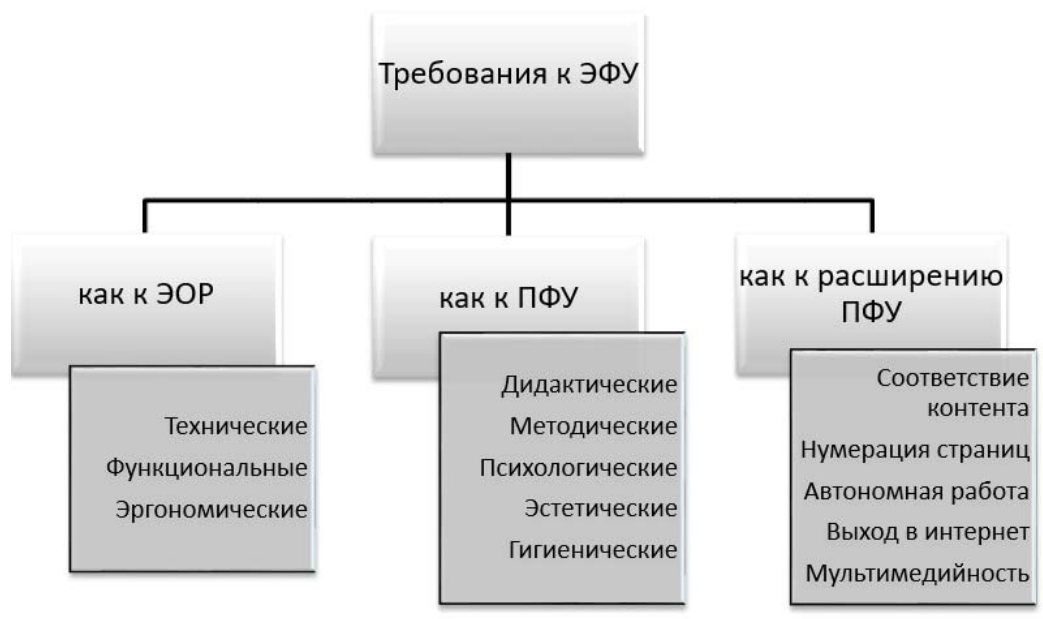 Требования к ЭФУ
как к ЭОР
Технические
Функциональные
Эргономические
как к ПФУ
Дидактические
Методические
Психологические
Эстетические
Гигиенические
как к расширению
ПФУ
Соответствие
контента
Нумерация страниц
Автономная работа
Выход в интернет
Мультимедийность